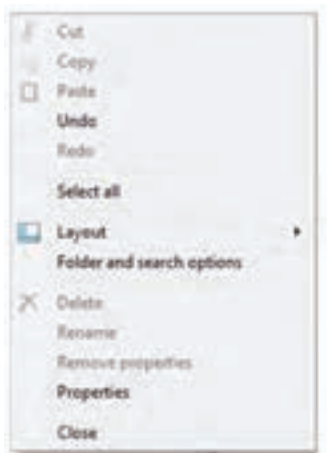 Cut
Copy
Paste
Undo
Redo
Select all
Layout
Folder and search options
Delete
Rename
Remove properties
Properties
Close